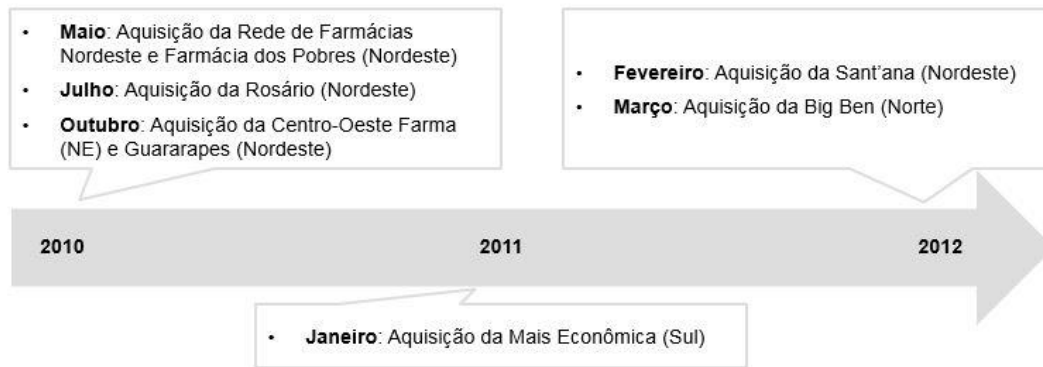 • Maio: Aquisição da Rede de Farmácias
Nordeste e Farmácia dos Pobres (Nordeste)
• Julho: Aquisição da Rosário (Nordeste)
• Outubro: Aquisição da Centro-Oeste Farma
(NE) e Guararapes (Nordeste)
• Fevereiro: Aquisição da Sant'ana (Nordeste)
• Março: Aquisição da Big Ben (Norte)
2010 2011 2012
• Janeiro: Aquisição da Mais Econômica (Sul)